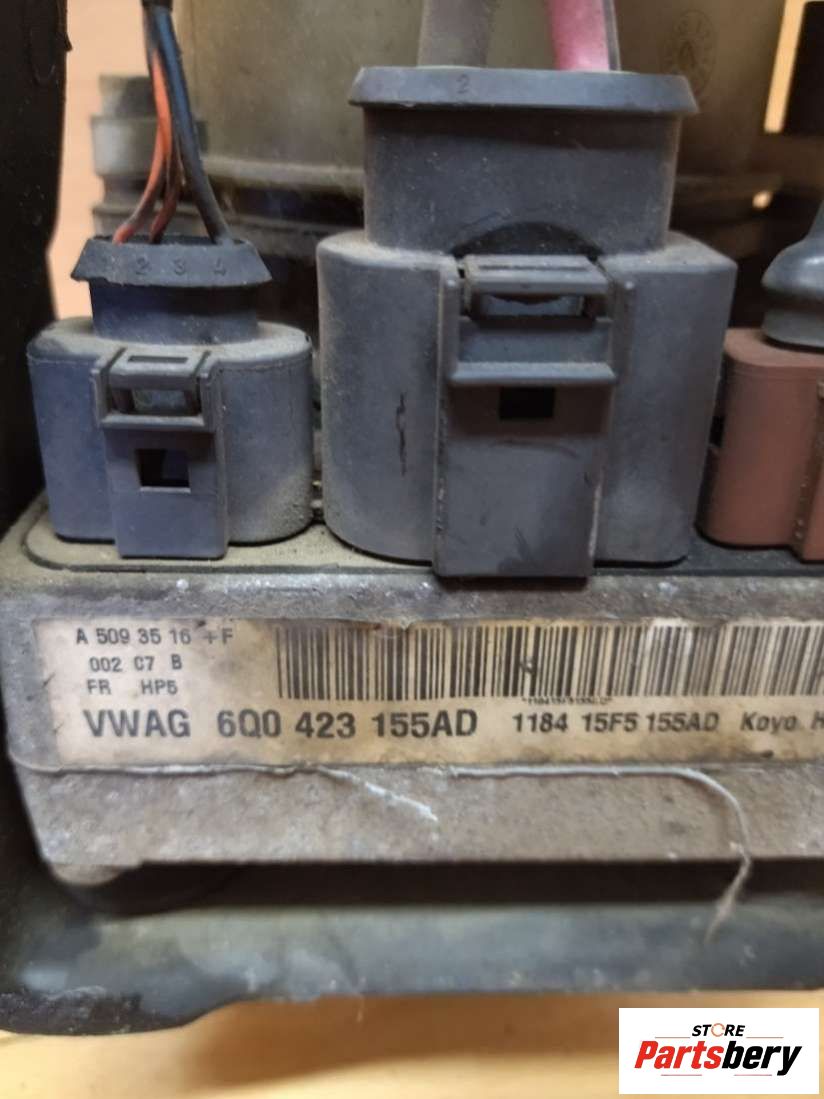 2
2 3 4
A 509 35 16 +F
002 C7 B
FR HP5
VWAG 6Q0 423 155AD 1184 15F5 155AD Koyo H
STORE
Partsbery